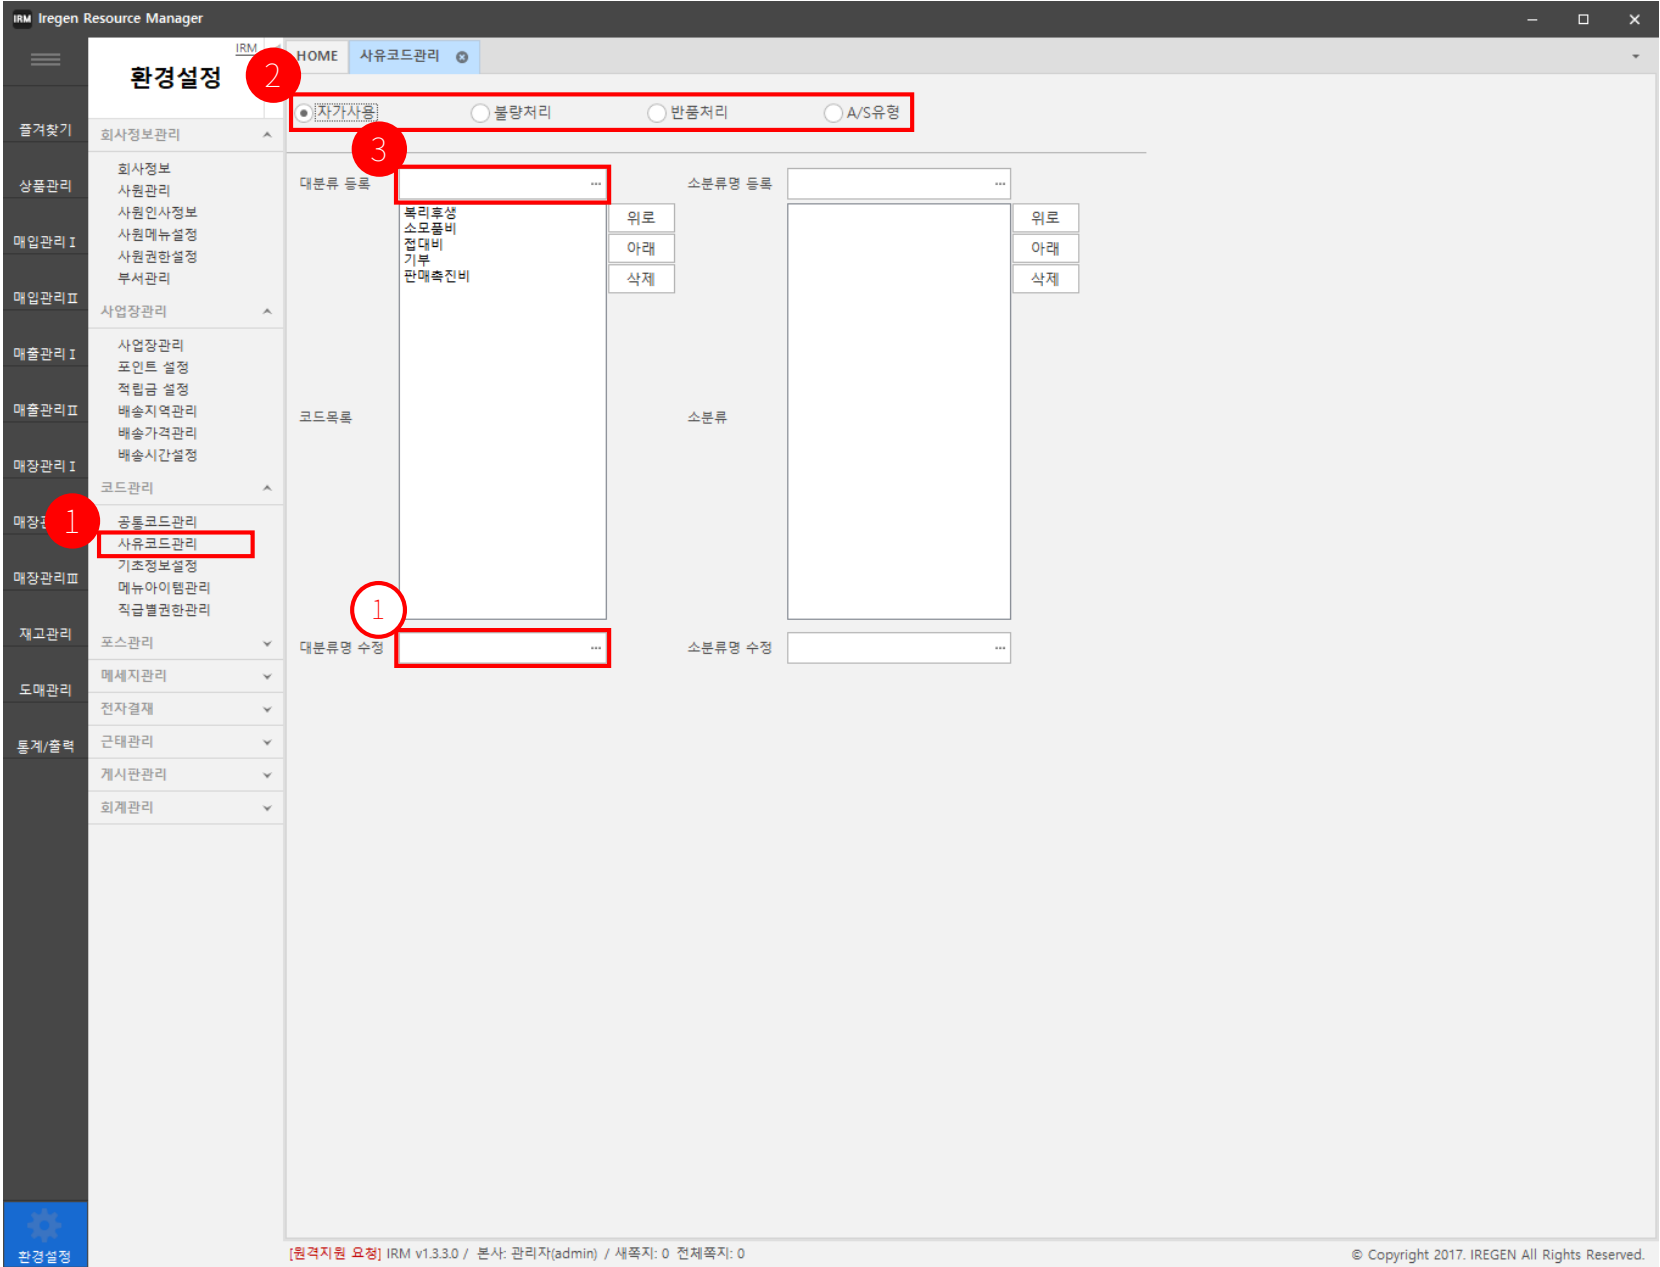 IRM Iregen Resource Manager
IRM
환경설정
HOME 사유코드관리
2
자가사용 불량처리 반품처리 A/S유형
3
즐겨찾기
상품관리
매입관리 I
매입관리 II
매출관리 I
매출관리 II
매장관리 I
매장관
매장관리 III
재고관리
도매관리
통계/출력
환경설정
회사정보관리
회사정보
사원관리
사원인사정보
사원메뉴설정
사원권한설정
부서관리
사업장관리
사업장관리
포인트 설정
적립금 설정
배송지역관리
배송가격관리
배송시간설정
코드관리
1
공통코드관리
사유코드관리
기초정보설정
메뉴아이템관리
직급별권한관리
포스관리
메세지관리
전자결재
근태관리
게시판관리
회계관리
대분류 등록 ...
복리후생
소모품비
접대비
기부
판매촉진비
위로
아래
삭제
코드목록
1
대분류명 수정 ...
소분류명 등록 ...
위로
아래
삭제
소분류
소분류명 수정 ...
[원격지원 요청] IRM v1.3.3.0 / 본사: 관리자(admin) / 새쪽지: 0 전체쪽지: 0
© Copyright 2017. IREGEN All Rights Reserved.